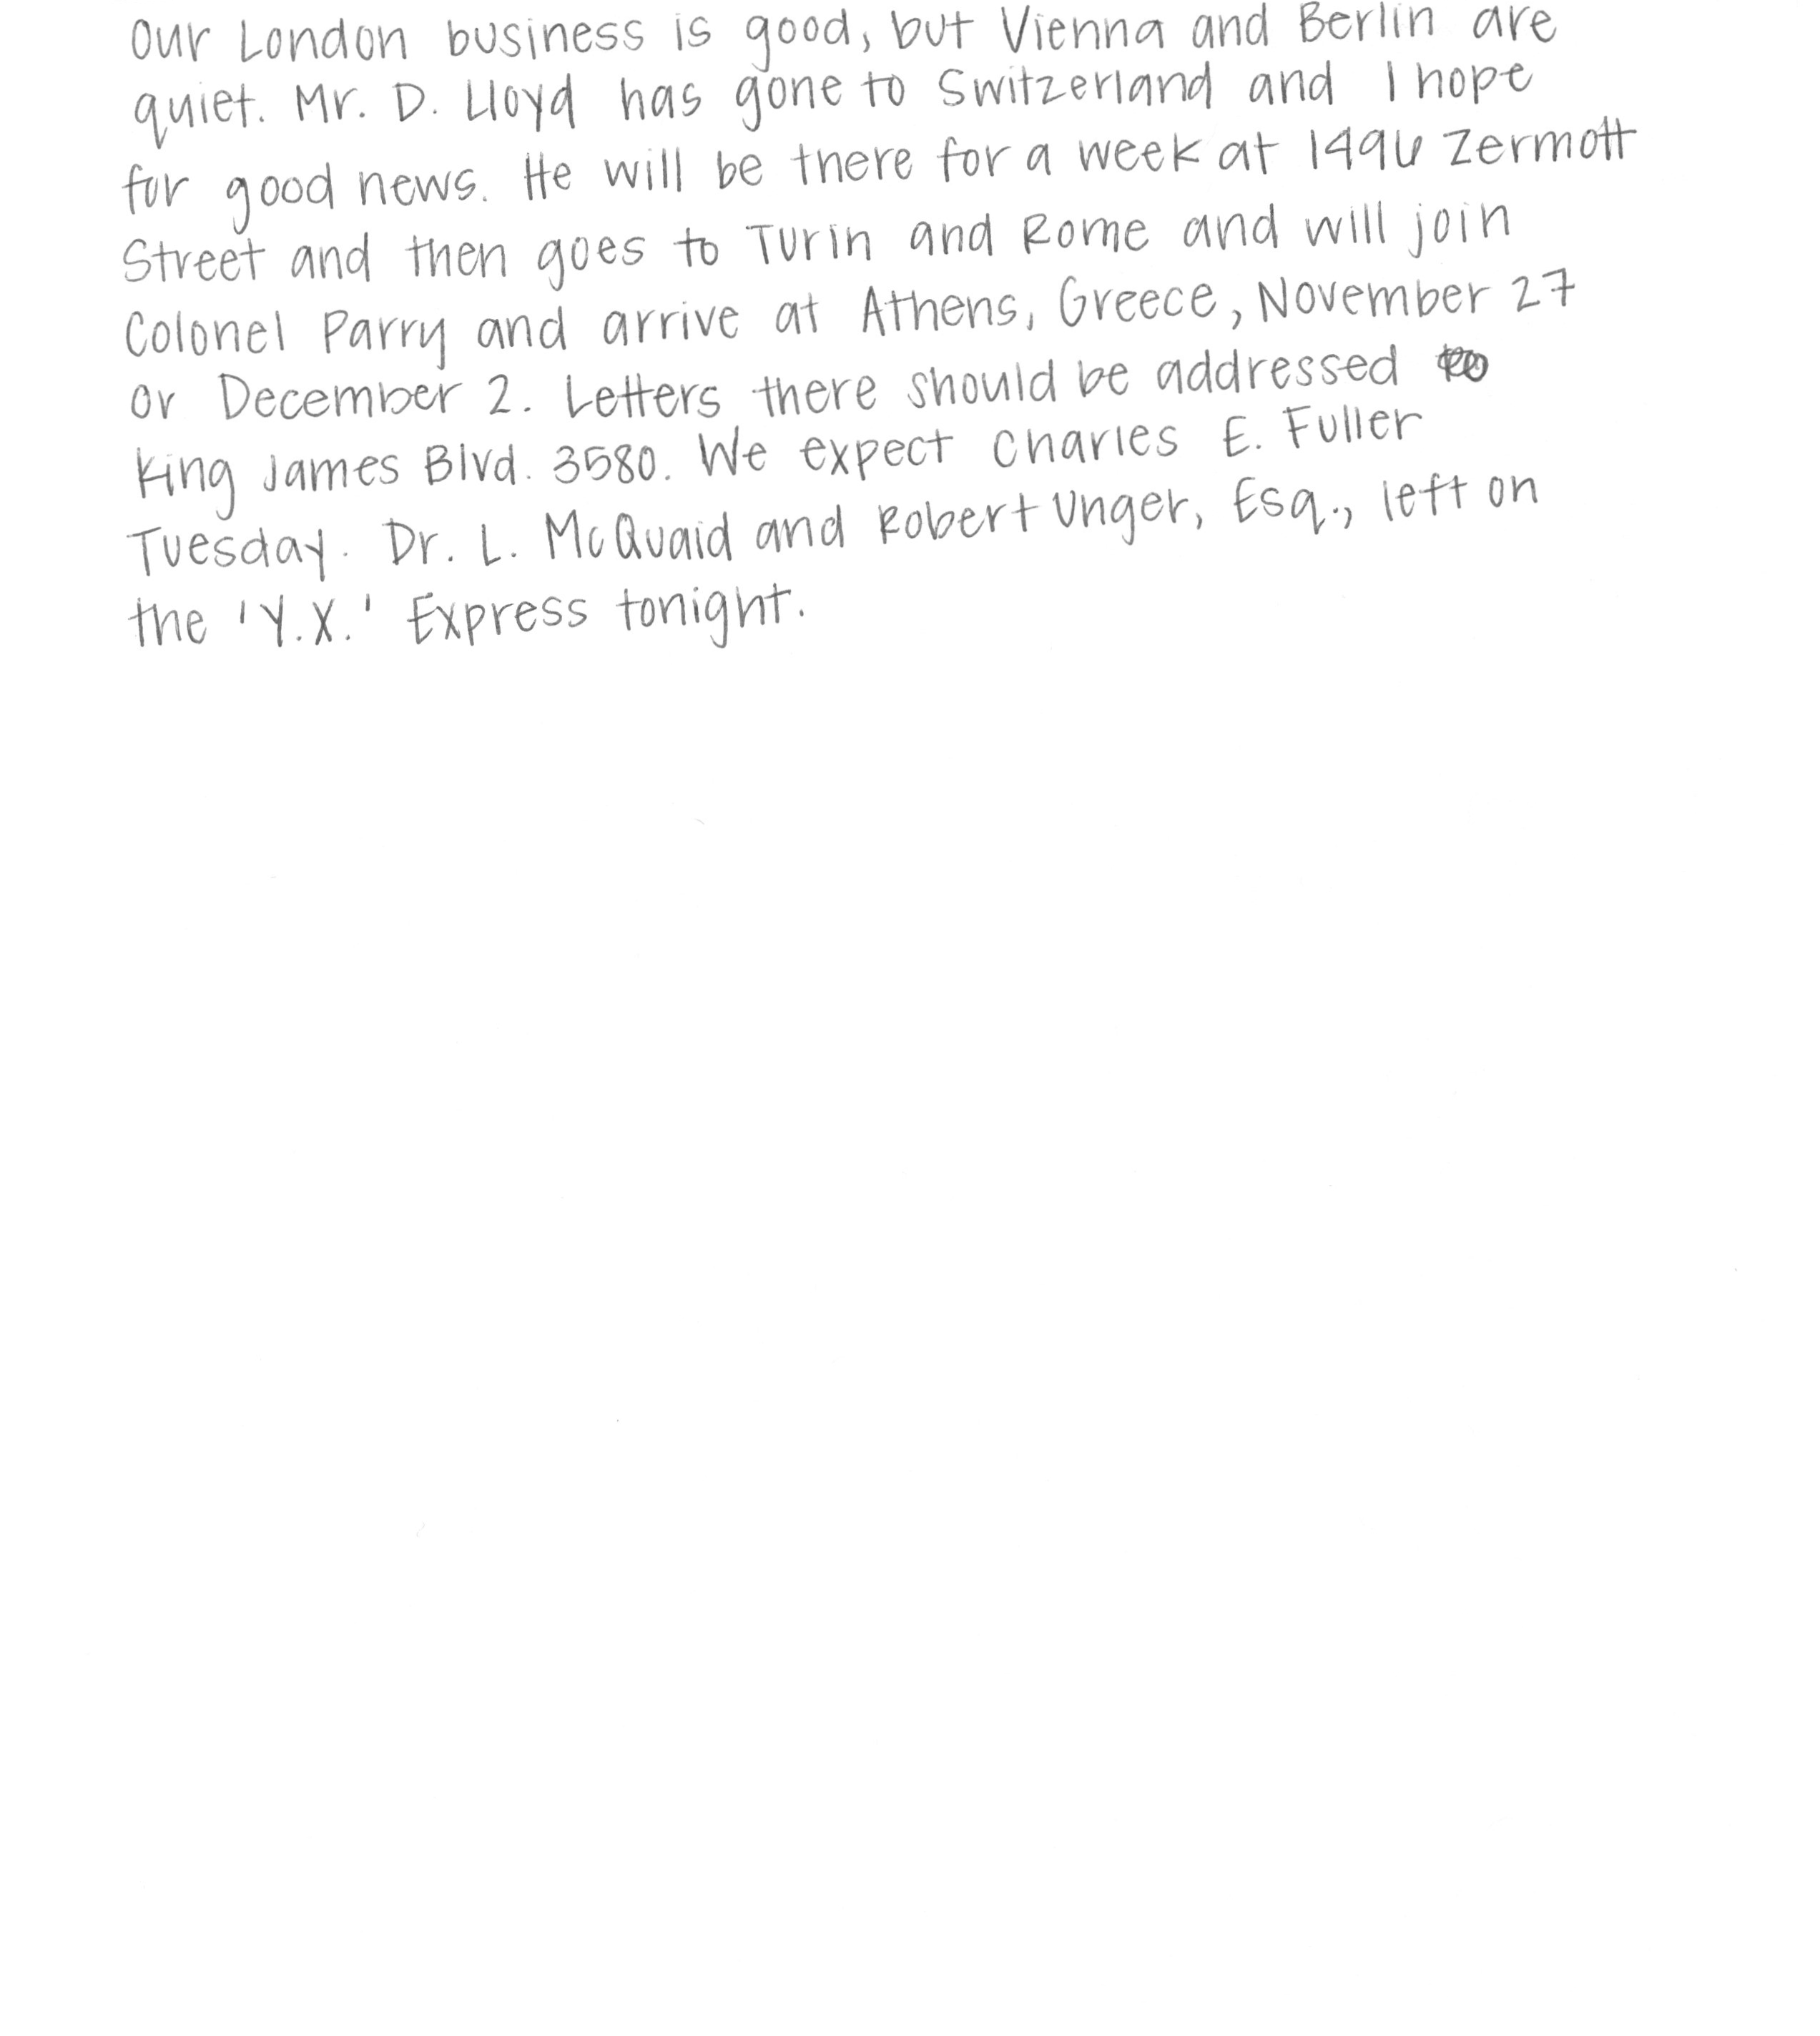 Our London business is good, but Vienna and Berlin are
quiet. Mr. D. Lloyd has gone to Switzerland and I hope
for good news. He will be there for a week at 1496 Zermott
Street and then goes to Turin and Rome and will join
Colonel Parry and arrive at Athens, Greece, November 27
or December 2. Letters there should be addressed
King James Blvd. 3580. We expect Charles E. Fuller
Tuesday. Dr. L. McQuaid and Robert Unger, Esq., left on
the 'Y.X.' Express tonight.